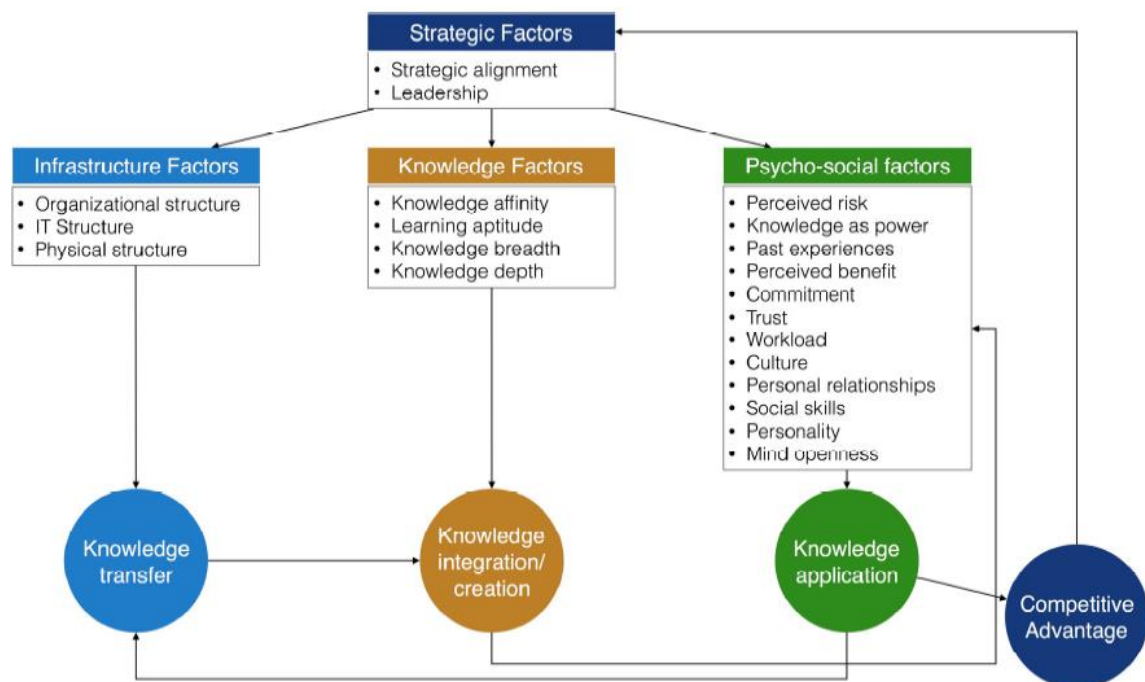 Strategic Factors
• Strategic alignment
• Leadership
Infrastructure Factors
• Organizational structure
• IT Structure
• Physical structure
Knowledge Factors
• Knowledge affinity
• Learning aptitude
• Knowledge breadth
• Knowledge depth
Psycho-social factors
• Perceived risk
• Knowledge as power
• Past experiences
• Perceived benefit
• Commitment
• Trust
• Workload
• Culture
• Personal relationships
• Social skills
• Personality
• Mind openness
Knowledge
transfer
Knowledge
integration/
creation
Knowledge
application
Competitive
Advantage